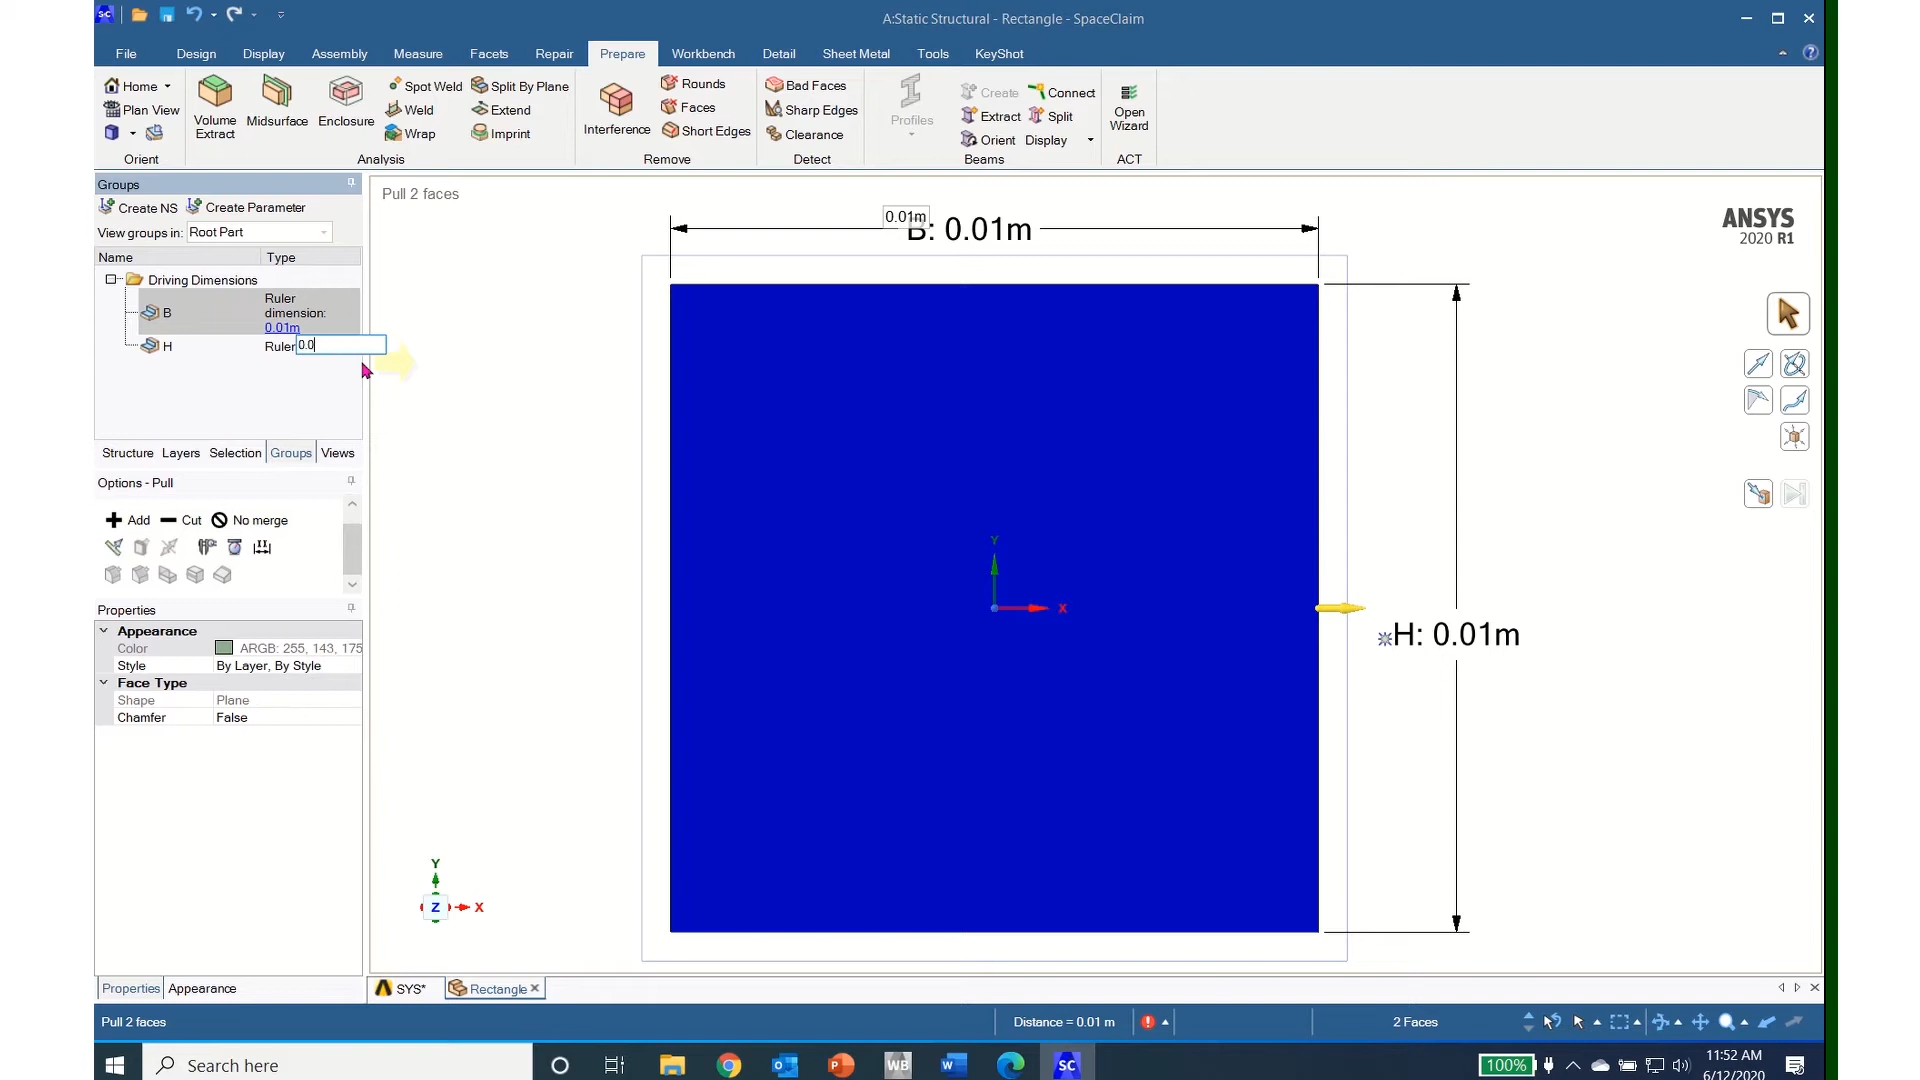 A:Static Structural - Rectangle - SpaceClaim
File Design Display Assembly Measure Facets Repair Prepare Workbench Detail Sheet Metal Tools KeyShot
Home
Plan View
Orient
Volume Extract
Midsurface
Enclosure
Spot Weld
Weld
Wrap
Split By Plane
Extend
Imprint
Analysis
Interference
Rounds
Faces
Short Edges
Remove
Bad Faces
Sharp Edges
Clearance
Detect
Profiles
Create
Extract
Orient
Connect
Split
Display
Beams
Open Wizard
ACT
Groups
Create NS Create Parameter
View groups in: Root Part
Name Type
Driving Dimensions
B Ruler dimension: 0.01m
H Ruler 0.0
Structure Layers Selection Groups Views
Options - Pull
Add Cut No merge
Properties
Appearance
Color ARGB: 255, 143, 175
Style By Layer, By Style
Face Type
Shape Plane
Chamfer False
Properties Appearance
Pull 2 faces
0.01m
B: 0.01m
ANSYS
2020 R1
Y
X
H: 0.01m
Y
Z X
SYS* Rectangle
Pull 2 faces Distance = 0.01 m 2 Faces
Search here
WB
SC
100%
11:52 AM
6/12/2020